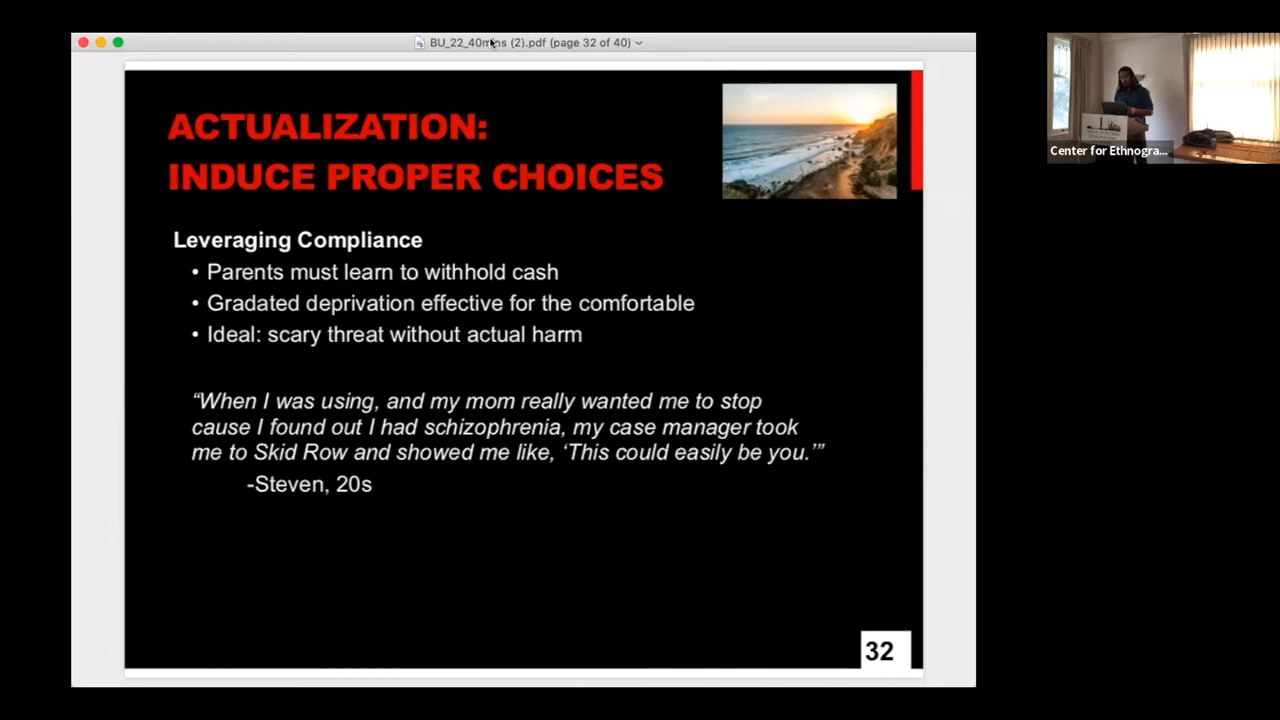 BU_22_40mins (2).pdf (page 32 of 40)
ACTUALIZATION:
INDUCE PROPER CHOICES
Leveraging Compliance
• Parents must learn to withhold cash
• Gradated deprivation effective for the comfortable
• Ideal: scary threat without actual harm
“When I was using, and my mom really wanted me to stop
cause I found out I had schizophrenia, my case manager took
me to Skid Row and showed me like, ‘This could easily be you.’”
-Steven, 20s
32
Center for Ethnogra...